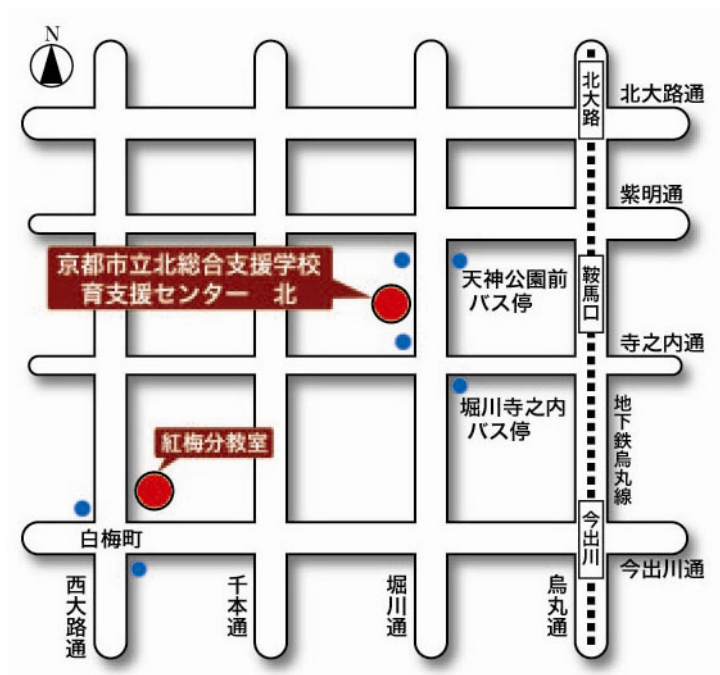 N
北大路
北大路通
紫明通
京都市立北総合支援学校
育支援センター 北
天神公園前
バス停
鞍馬口
寺之内通
堀川寺之内
バス停
地下鉄烏丸線
紅梅分教室
白梅町
今出川
今出川通
西大路通
千本通
堀川通
烏丸通